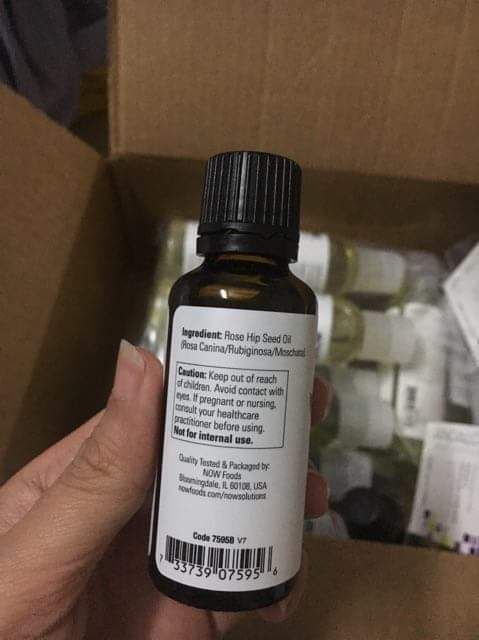 Ingredient: Rose Hip Seed Oil
(Rosa Canina/Rubiginosa/Moschata)
Caution: Keep out of reach
of children. Avoid contact with
eyes. If pregnant or nursing,
consult your healthcare
practitioner before using.
Not for internal use.
Quality Tested & Packaged by:
NOW Foods
Bloomingdale, IL 60108, USA
nowfoods.com/nowsolutions
Code 7595B V7
7 33739 07595 6